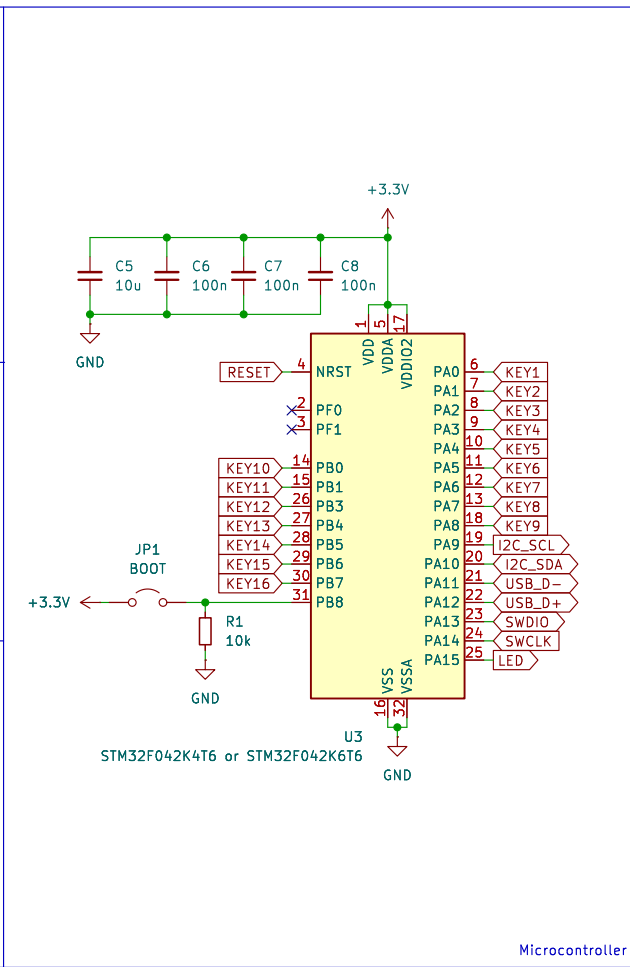 +3.3V
C5
10u
C6
100n
C7
100n
C8
100n
GND
1
5
17
VDD
VDDA
VDDIO2
RESET
4
NRST
2
PF0
3
PF1
KEY10
14
PB0
KEY11
15
PB1
KEY12
26
PB3
KEY13
27
PB4
KEY14
28
PB5
KEY15
29
PB6
KEY16
30
PB7
31
PB8
PA0
6
KEY1
PA1
7
KEY2
PA2
8
KEY3
PA3
9
KEY4
PA4
10
KEY5
PA5
11
KEY6
PA6
12
KEY7
PA7
13
KEY8
PA8
18
KEY9
PA9
19
I2C_SCL
PA10
20
I2C_SDA
PA11
21
USB_D-
PA12
22
USB_D+
PA13
23
SWDIO
PA14
24
SWCLK
PA15
25
LED
JP1
BOOT
+3.3V
R1
10k
GND
VSS
VSSA
16
32
U3
STM32F042K4T6 or STM32F042K6T6
GND
Microcontroller